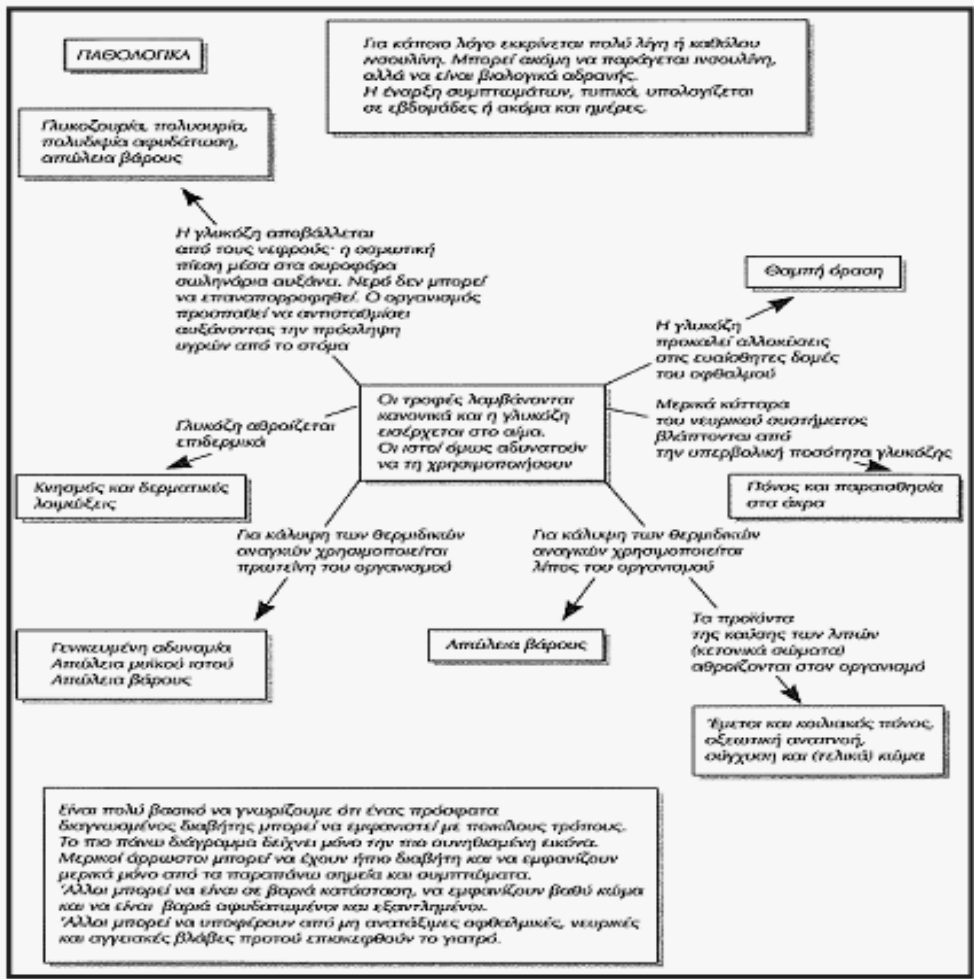 ΠΑΘΟΛΟΓΙΚΑ
Για κάποιο λόγο εκκρίνεται πολύ λίγη ή καθόλου
ινσουλίνη. Μπορεί ακόμη να παράγεται ινσουλίνη,
αλλά να είναι βιολογικά αδρανής.
Η έναρξη συμπτωμάτων, τυπικά, υπολογίζεται
σε εβδομάδες ή ακόμα και ημέρες.
Γλυκοζουρία, πολυουρία,
πολυδιψία αφυδάτωση,
απώλεια βάρους
Η γλυκόζη αποβάλλεται
από τους νεφρούς· η οσμωτική
πίεση μέσα στα ουροφόρα
σωληνάρια αυξάνει. Νερό δεν μπορεί
να επαναπορροφηθεί. Ο οργανισμός
προσπαθεί να αντισταθμίσει
αυξάνοντας την πρόσληψη
υγρών από το στόμα
Θαμπή όραση
Η γλυκόζη
προκαλεί αλλοιώσεις
στις ευαίσθητες δομές
του οφθαλμού
Οι τροφές λαμβάνονται
κανονικά και η γλυκόζη
εισέρχεται στο αίμα.
Οι ιστοί όμως αδυνατούν
να τη χρησιμοποιήσουν
Γλυκόζη αθροίζεται
επιδερμικά
Μερικά κύτταρα
του νευρικού συστήματος
βλάπτονται από
την υπερβολική ποσότητα γλυκόζης
Κνησμός και δερματικές
λοιμώξεις
Πόνος και παραισθησία
στα άκρα
Για κάλυψη των θερμιδικών
αναγκών χρησιμοποιείται
πρωτεΐνη του οργανισμού
Για κάλυψη των θερμιδικών
αναγκών χρησιμοποιείται
λίπος του οργανισμού
Γενικευμένη αδυναμία
Απώλεια μυϊκού ιστού
Απώλεια βάρους
Απώλεια βάρους
Τα προϊόντα
της καύσης των λιπών
(κετονικά σώματα)
αθροίζονται στον οργανισμό
Έμετοι και κοιλιακός πόνος,
οξεωτική αναπνοή,
σύγχυση και (τελικά) κώμα
Είναι πολύ βασικό να γνωρίζουμε ότι ένας πρόσφατα
διαγνωσμένος διαβήτης μπορεί να εμφανιστεί με ποικίλους τρόπους.
Το πιο πάνω διάγραμμα δείχνει μόνο την πιο συνηθισμένη εικόνα.
Μερικοί άρρωστοι μπορεί να έχουν ήπιο διαβήτη και να εμφανίζουν
μερικά μόνο από τα παραπάνω σημεία και συμπτώματα.
Άλλοι μπορεί να είναι σε βαριά κατάσταση, να εμφανίζουν βαθύ κώμα
και να είναι βαριά αφυδατωμένοι και εξαντλημένοι.
Άλλοι μπορεί να υποφέρουν από μη ανατάξιμες οφθαλμικές, νευρικές
και αγγειακές βλάβες προτού επισκεφθούν το γιατρό.